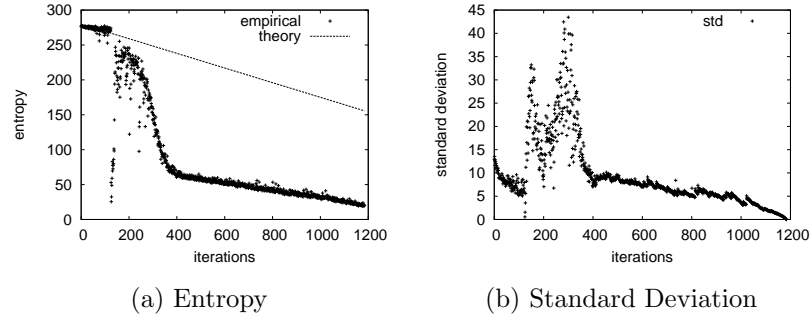 300
250
200
150
100
50
0
entropy
empirical
theory
0 200 400 600 800 1000 1200
iterations
(a) Entropy
45
40
35
30
25
20
15
10
5
0
standard deviation
std
0 200 400 600 800 1000 1200
iterations
(b) Standard Deviation